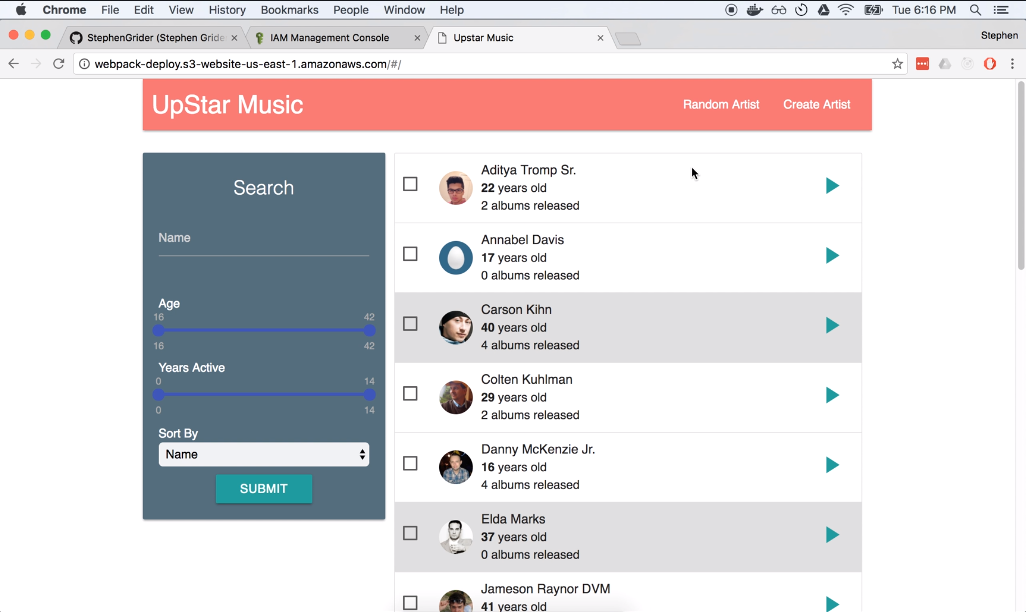 Chrome File Edit View History Bookmarks People Window Help Tue 6:16 PM
StephenGrider (Stephen Gride IAM Management Console Upstar Music Stephen
webpack-deploy.s3-website-us-east-1.amazonaws.com/#/
UpStar Music Random Artist Create Artist
Search
Name
Age
16 42
16 42
Years Active
0 14
0 14
Sort By
Name
SUBMIT
Aditya Tromp Sr.
22 years old
2 albums released
Annabel Davis
17 years old
0 albums released
Carson Kihn
40 years old
4 albums released
Colten Kuhlman
29 years old
2 albums released
Danny McKenzie Jr.
16 years old
4 albums released
Elda Marks
37 years old
0 albums released
Jameson Raynor DVM
41 years old